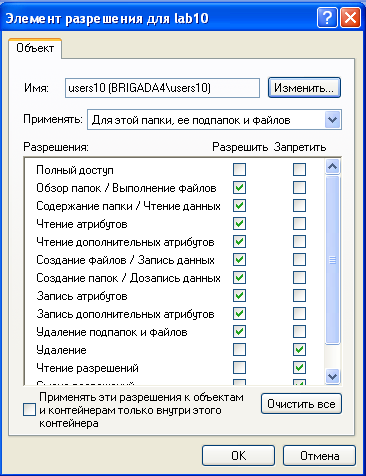 Элемент разрешения для lab10
Объект
Имя: users10 (BRIGADA4\users10) Изменить...
Применять: Для этой папки, ее подпапок и файлов
Разрешения: Разрешить Запретить
Полный доступ
Обзор папок / Выполнение файлов
Содержание папки / Чтение данных
Чтение атрибутов
Чтение дополнительных атрибутов
Создание файлов / Запись данных
Создание папок / Дозапись данных
Запись атрибутов
Запись дополнительных атрибутов
Удаление подпапок и файлов
Удаление
Чтение разрешений
Применять эти разрешения к объектам
и контейнерам только внутри этого
контейнера
Очистить все
OK Отмена